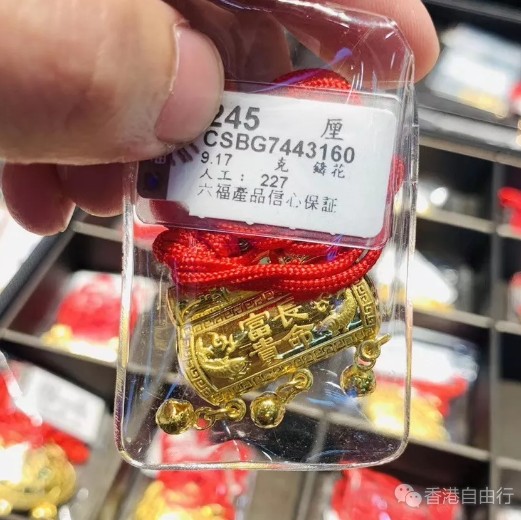 245 厘
CSBG7443160
9.17 克 鑄花
人工： 227
六福產品信心保証
長命
富貴
香港自由行